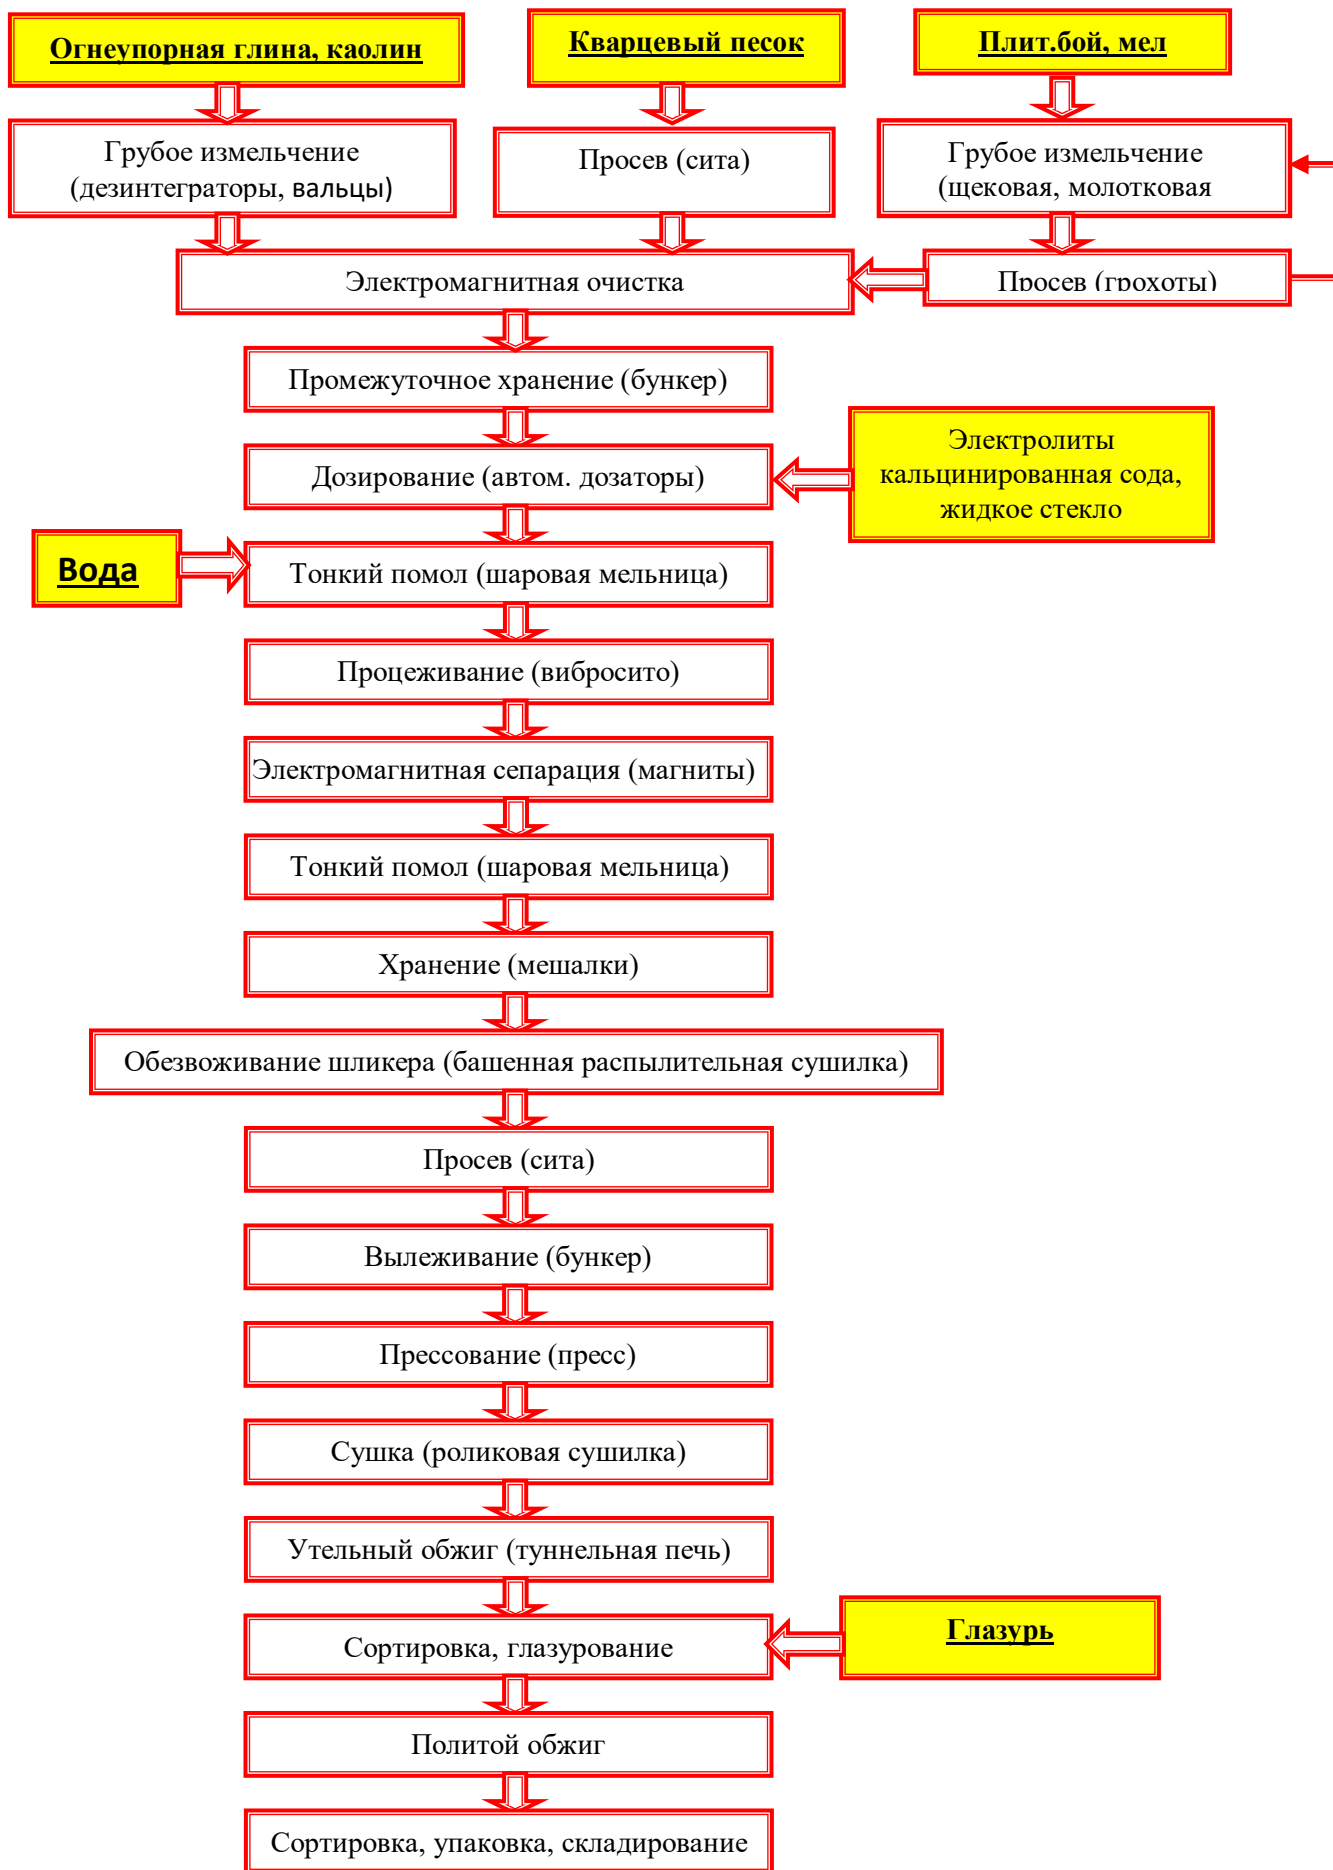 Огнеупорная глина, каолин
Кварцевый песок
Плит.бой, мел
Грубое измельчение
(дезинтеграторы, вальцы)
Просев (сита)
Грубое измельчение
(щековая, молотковая
Электромагнитная очистка
Просев (грохоты)
Промежуточное хранение (бункер)
Дозирование (автом. дозаторы)
Электролиты
кальцинированная сода,
жидкое стекло
Вода
Тонкий помол (шаровая мельница)
Процеживание (вибросито)
Электромагнитная сепарация (магниты)
Тонкий помол (шаровая мельница)
Хранение (мешалки)
Обезвоживание шликера (башенная распылительная сушилка)
Просев (сита)
Вылеживание (бункер)
Прессование (пресс)
Сушка (роликовая сушилка)
Утельный обжиг (туннельная печь)
Сортировка, глазурование
Глазурь
Политой обжиг
Сортировка, упаковка, складирование